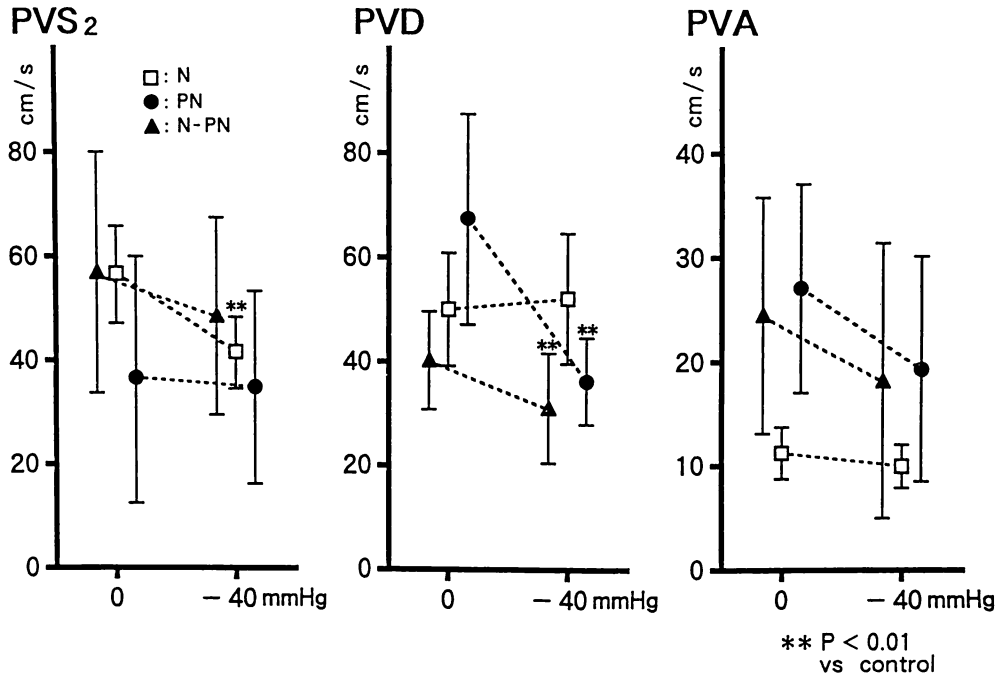 PVS2
cm/s
□: N
●: PN
▲: N-PN
80
60
40
20
0
**
0
-40 mmHg
PVD
cm/s
80
60
40
20
0
**
**
0
-40 mmHg
PVA
cm/s
40
30
20
10
0
0
-40 mmHg
** P < 0.01
vs control